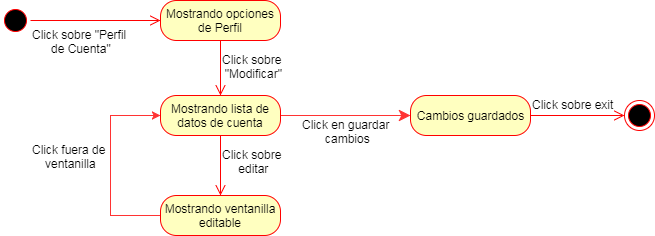 Mostrando opciones
de Perfil
Click sobre "Perfil
de Cuenta"
Click sobre
"Modificar"
Mostrando lista de
datos de cuenta
Click en guardar
cambios
Cambios guardados
Click sobre exit
Click fuera de
ventanilla
Click sobre
editar
Mostrando ventanilla
editable